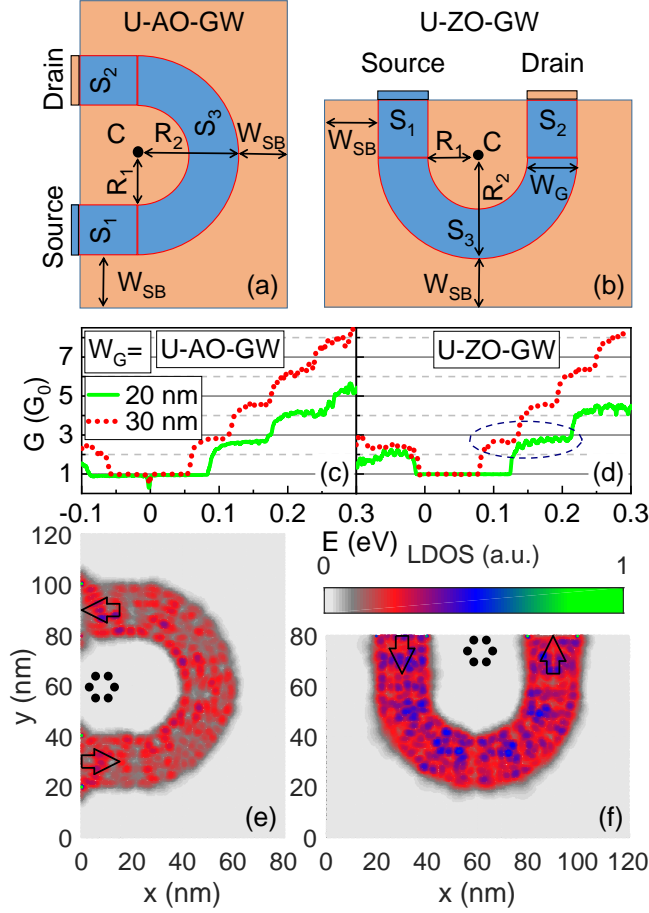 U-AO-GW
Drain
S2
S3
C
R2
WSB
R1
Source
S1
WSB
(a)
U-ZO-GW
Source
Drain
S1
S2
WSB
R1
C
R2
WG
S3
WSB
(b)
WG=
U-AO-GW
U-ZO-GW
20 nm
30 nm
G (G0)
7
5
3
1
(c)
(d)
-0.1
0
0.1
0.2
0.3
0
0.1
0.2
0.3
E (eV)
LDOS (a.u.)
0
1
y (nm)
120
100
80
60
40
20
0
(e)
0
20
40
60
80
x (nm)
80
60
40
20
0
(f)
0
20
40
60
80
100
120
x (nm)